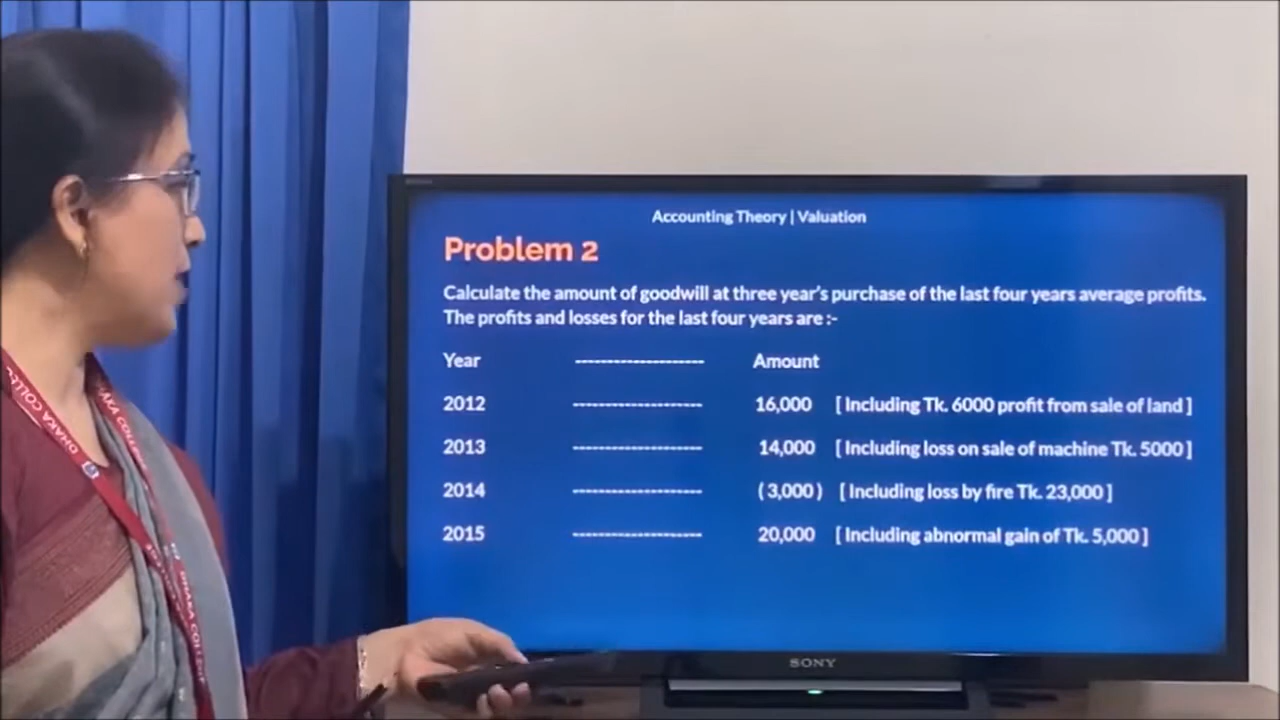 Accounting Theory | Valuation
Problem 2
Calculate the amount of goodwill at three year's purchase of the last four years average profits.
The profits and losses for the last four years are :-
Year -------------------- Amount
2012 -------------------- 16,000 [ Including Tk. 6000 profit from sale of land ]
2013 -------------------- 14,000 [ Including loss on sale of machine Tk. 5000 ]
2014 -------------------- ( 3,000 ) [ Including loss by fire Tk. 23,000 ]
2015 -------------------- 20,000 [ Including abnormal gain of Tk. 5,000 ]
SONY
DHAKA COLLEGE